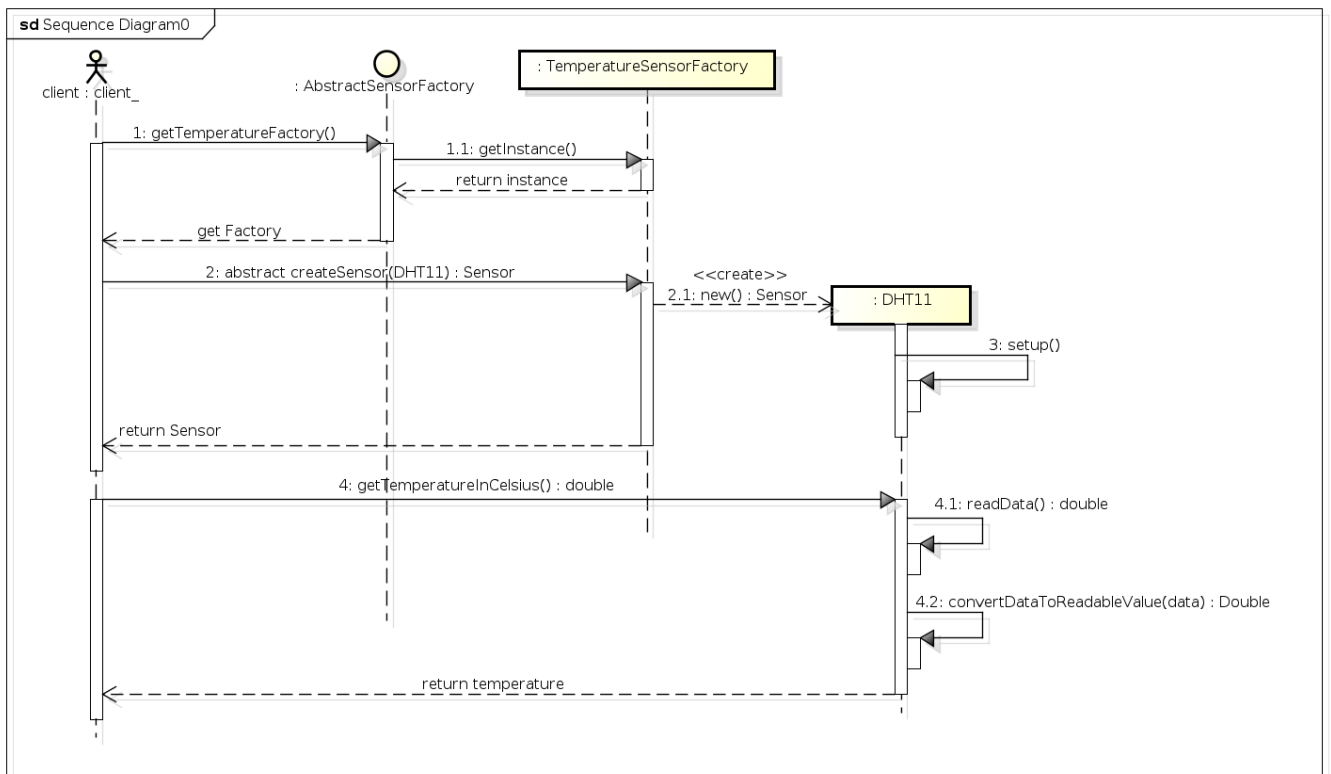 sd Sequence Diagram0
client : client_
: AbstractSensorFactory
: TemperatureSensorFactory
1: getTemperatureFactory()
1.1: getInstance()
return instance
get Factory
2: abstract createSensor(DHT11) : Sensor
<<create>>
2.1: new() : Sensor
: DHT11
3: setup()
return Sensor
4: getTemperatureInCelsius() : double
4.1: readData() : double
4.2: convertDataToReadableValue(data) : Double
return temperature